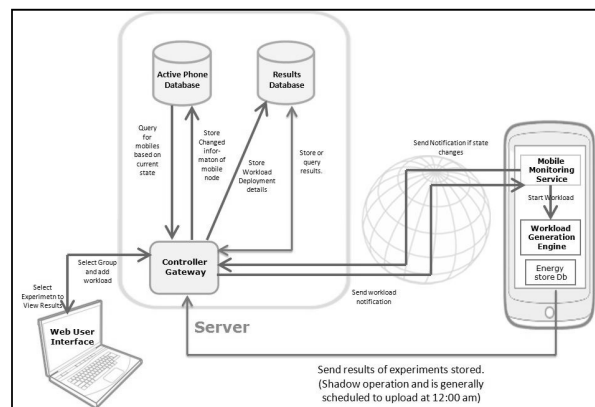 Active Phone
Database
Results
Database
Query
for
mobiles
based on
current
state
Store
Changed
infor-
maton of
mobile
node
Store
Workload
Deployment
details
Store or
query
results.
Send Notification if state
changes
Mobile
Monitoring
Service
Start Workload
Workload
Generation
Engine
Energy
store Db
Select Group
and add
workload
Controller
Gateway
Send workload
notification
Select
Experimetn to
View Results
Web User
Interface
Server
Send results of experiments stored.
(Shadow operation and is generally
scheduled to upload at 12:00 am)